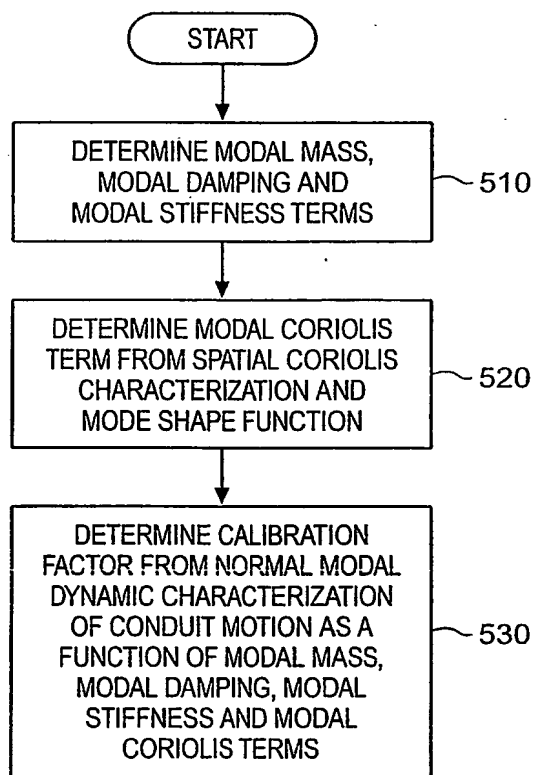 START
DETERMINE MODAL MASS,
MODAL DAMPING AND
MODAL STIFFNESS TERMS
510
DETERMINE MODAL CORIOLIS
TERM FROM SPATIAL CORIOLIS
CHARACTERIZATION AND
MODE SHAPE FUNCTION
520
DETERMINE CALIBRATION
FACTOR FROM NORMAL MODAL
DYNAMIC CHARACTERIZATION
OF CONDUIT MOTION AS A
FUNCTION OF MODAL MASS,
MODAL DAMPING, MODAL
STIFFNESS AND MODAL
CORIOLIS TERMS
530